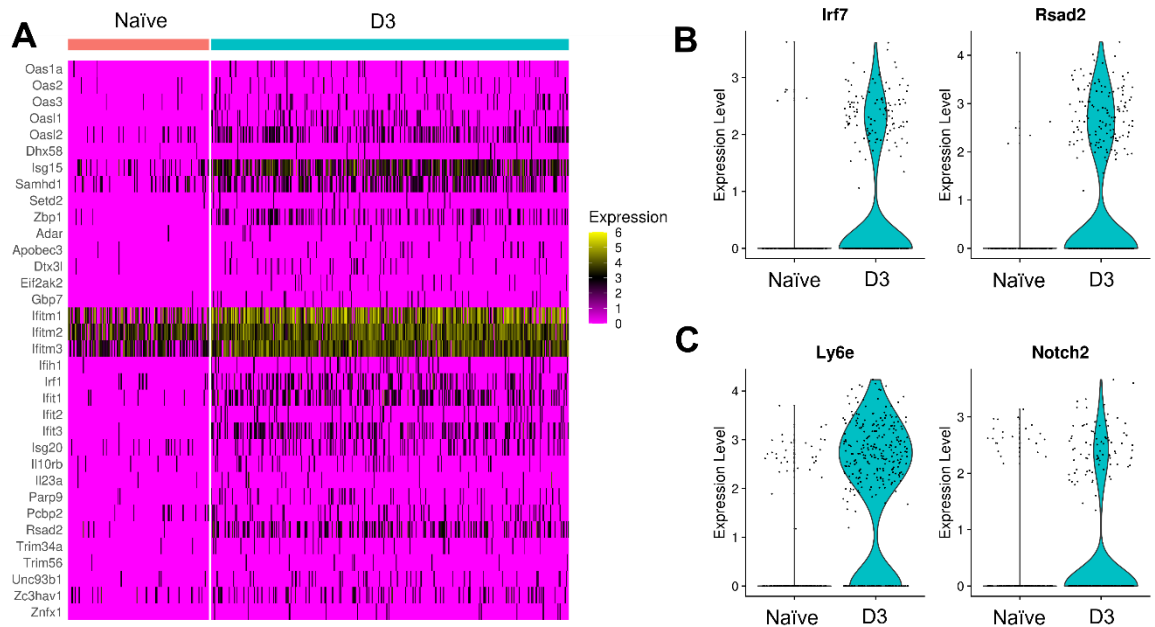 A
Naïve D3
Oas1a
Oas2
Oas3
Oasl1
Oasl2
Dhx58
Isg15
Samhd1
Setd2
Zbp1
Adar
Apobec3
Dtx3l
Eif2ak2
Gbp7
Ifitm1
Ifitm2
Ifitm3
Ifih1
Irf1
Ifit1
Ifit2
Ifit3
Isg20
Il10rb
Il23a
Parp9
Pcbp2
Rsad2
Trim34a
Trim56
Unc93b1
Zc3hav1
Znfx1
Expression
6
5
4
3
2
1
0
B
Irf7
Expression Level
3
2
1
0
Naïve D3
Rsad2
Expression Level
4
3
2
1
0
Naïve D3
C
Ly6e
Expression Level
4
3
2
1
0
Naïve D3
Notch2
Expression Level
3
2
1
0
Naïve D3